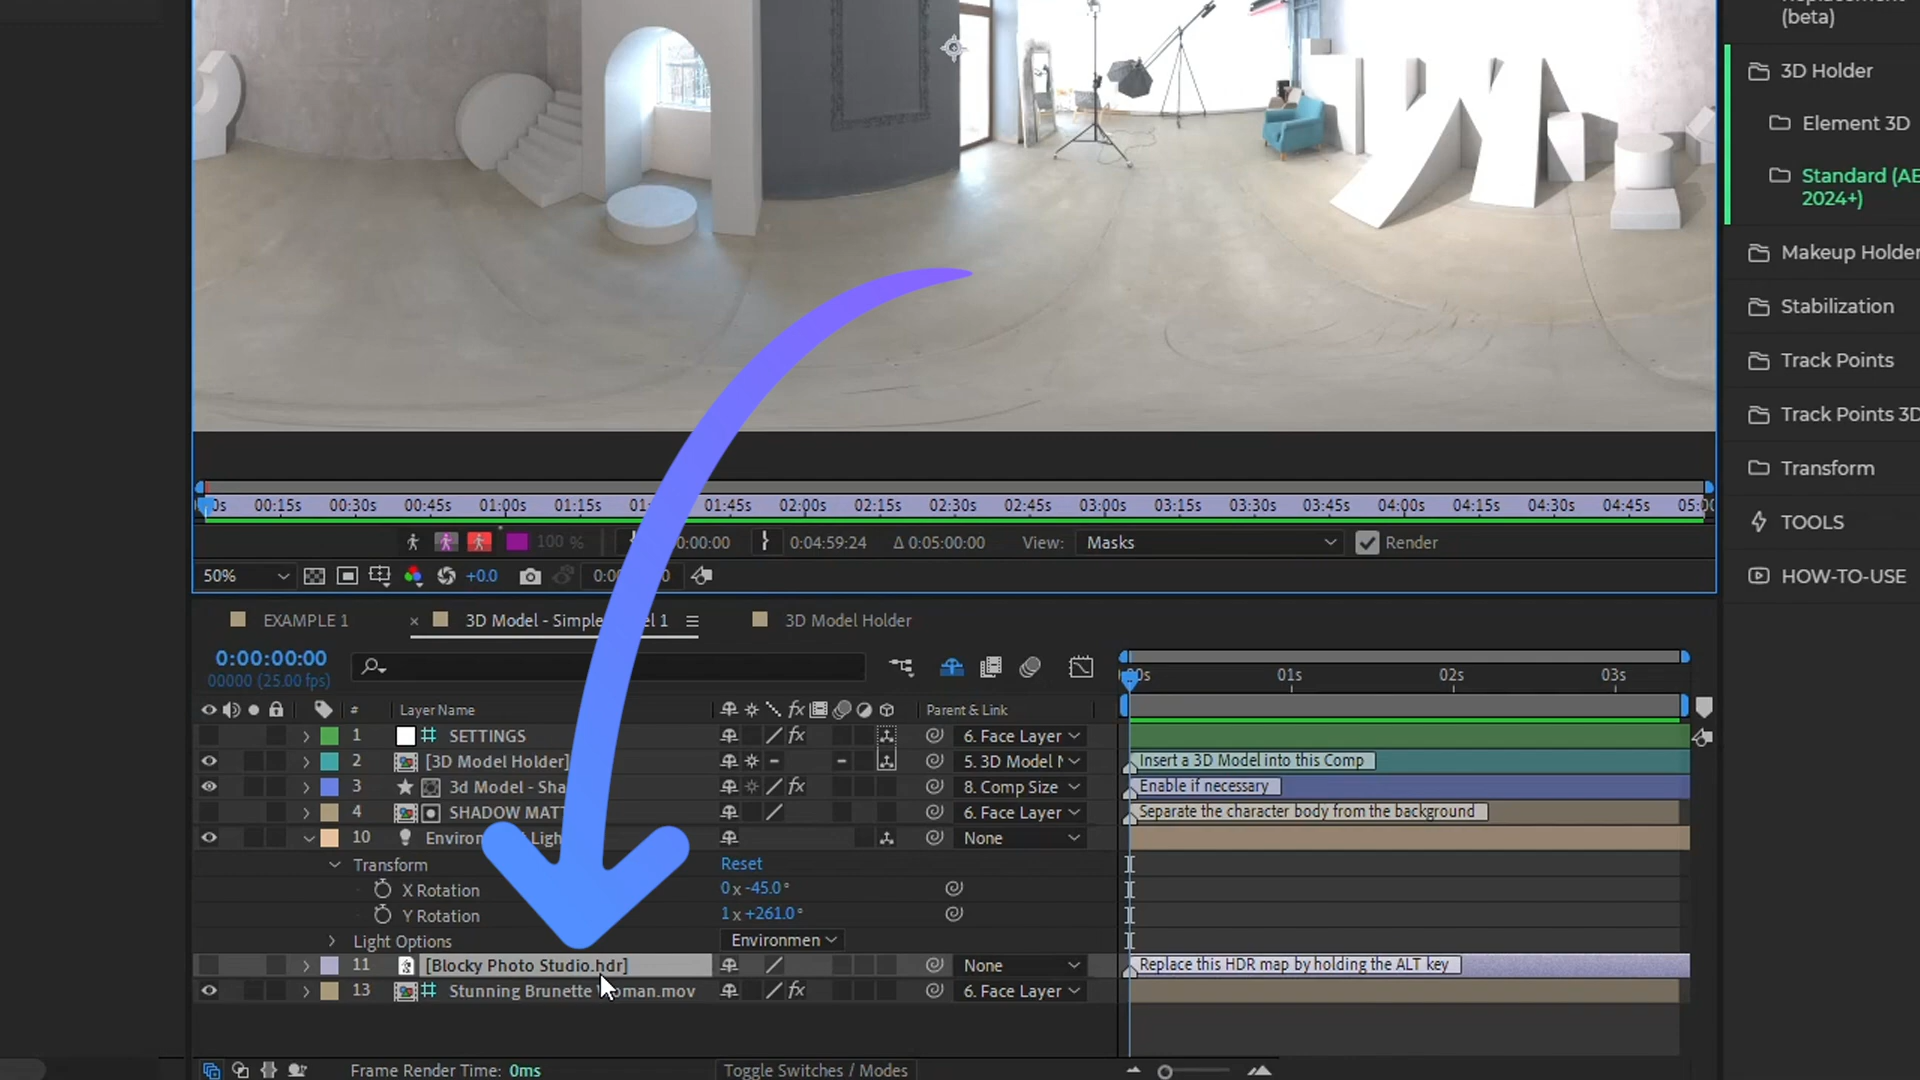 (beta)
3D Holder
Element 3D
Standard (AE
2024+)
Makeup Holder
Stabilization
Track Points
Track Points 3D
Transform
TOOLS
HOW-TO-USE
00:15s 00:30s 00:45s 01:00s 01:15s 01:45s 02:00s 02:15s 02:30s 02:45s 03:00s 03:15s 03:30s 03:45s 04:00s 04:15s 04:30s 04:45s
100 % 0:04:59:24 Δ 0:05:00:00 View: Masks Render
50% +0.0
EXAMPLE 1 × 3D Model - Simple 1 3D Model Holder
0:00:00:00
00000 (25.00 fps)
01s 02s 03s
# Layer Name fx Parent & Link
1 SETTINGS fx 6. Face Layer
2 [3D Model Holder] 5. 3D Model Insert a 3D Model into this Comp
3 3d Model - Sha fx 8. Comp Size Enable if necessary
4 SHADOW MAT 6. Face Layer Separate the character body from the background
10 None
Transform Reset
X Rotation 0 x -45.0°
Y Rotation 1 x +261.0°
Light Options Environmen
11 [Blocky Photo Studio.hdr] None Replace this HDR map by holding the ALT key
13 Stunning Brunette Woman.mov fx 6. Face Layer
Frame Render Time: 0ms Toggle Switches / Modes